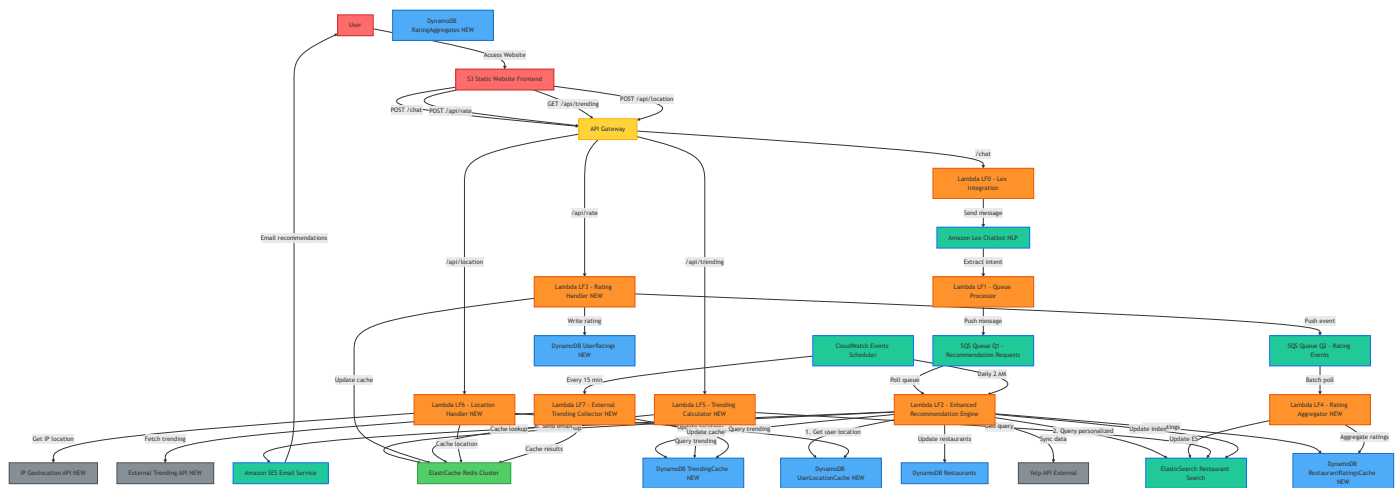 User
DynamoDB
RatingAggregates NEW
Access Website
S3 Static Website Frontend
POST /chat
POST /api/rate
GET /api/trending
POST /api/location
API Gateway
/chat
Lambda LF0 - Lex
Integration
Send message
Email recommendations
/api/rate
Amazon Lex Chatbot NLP
/api/location
/api/trending
Extract intent
Lambda LF3 - Rating
Handler NEW
Lambda LF1 - Queue
Processor
Write rating
Push message
Push event
DynamoDB UserRatings
NEW
CloudWatch Events
Scheduler
SQS Queue Q1 -
Recommendation Requests
SQS Queue Q2 - Rating
Events
Update cache
Every 15 min
Poll queue
Daily 2 AM
Batch poll
Lambda LF6 - Location
Handler NEW
Lambda LF7 - External
Trending Collector NEW
Lambda LF5 - Trending
Calculator NEW
Lambda LF2 - Enhanced
Recommendation Engine
Lambda LF4 - Rating
Aggregator NEW
Get IP location
Fetch trending
Cache lookup
Cache location
Cache results
Update cache
Query trending
Query trending
1. Get user location
Update restaurants
Sync data
2. Query personalized
Update index
Update ES
Aggregate ratings
IP Geolocation API NEW
External Trending API NEW
Amazon SES Email Service
ElastiCache Redis Cluster
DynamoDB TrendingCache
NEW
DynamoDB
UserLocationCache NEW
DynamoDB Restaurants
Yelp API External
ElasticSearch Restaurant
Search
DynamoDB
RestaurantRatingsCache
NEW